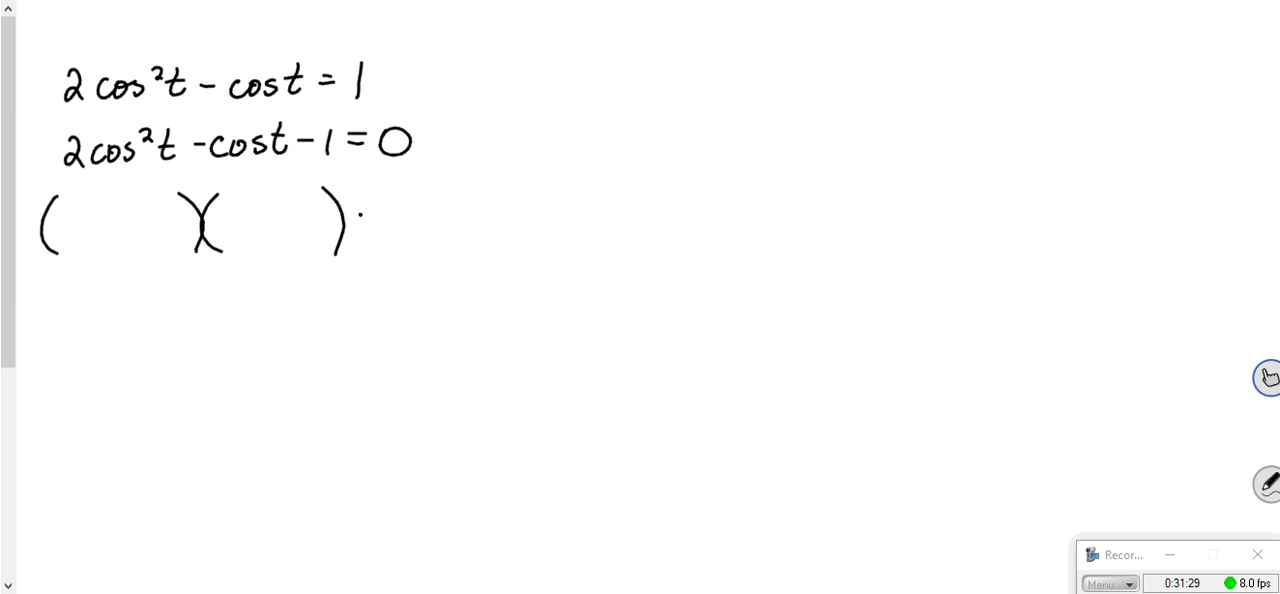 2cos²t - cost = 1
2cos²t - cost - 1 = 0
( )( )
Recor...
Menu 0:31:29 8.0 fps